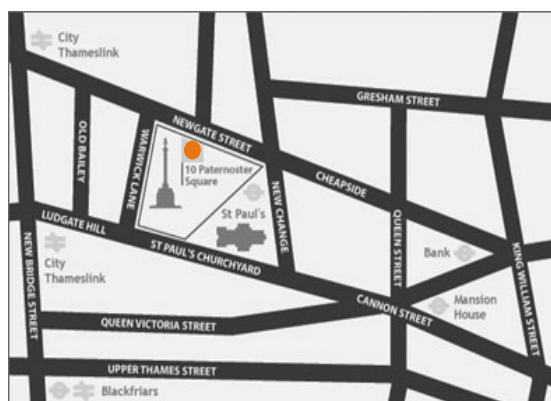 City
Thameslink
GRESHAM STREET
NEWGATE STREET
OLD BAILEY
WARWICK LANE
10 Paternoster
Square
CHEAPSIDE
St Paul's
NEW CHANGE
LUDGATE HILL
ST PAUL'S CHURCHYARD
QUEEN STREET
KING WILLIAM STREET
NEW BRIDGE STREET
City
Thameslink
Bank
CANNON STREET
Mansion
House
QUEEN VICTORIA STREET
UPPER THAMES STREET
Blackfriars